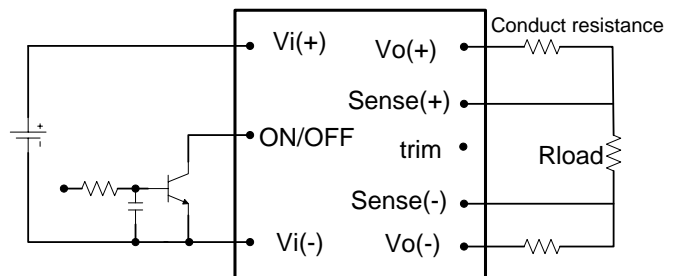 Vi(+)
Vo(+)
Conduct resistance
Sense(+)
ON/OFF
trim
Rload
Sense(-)
Vi(-)
Vo(-)
+
-